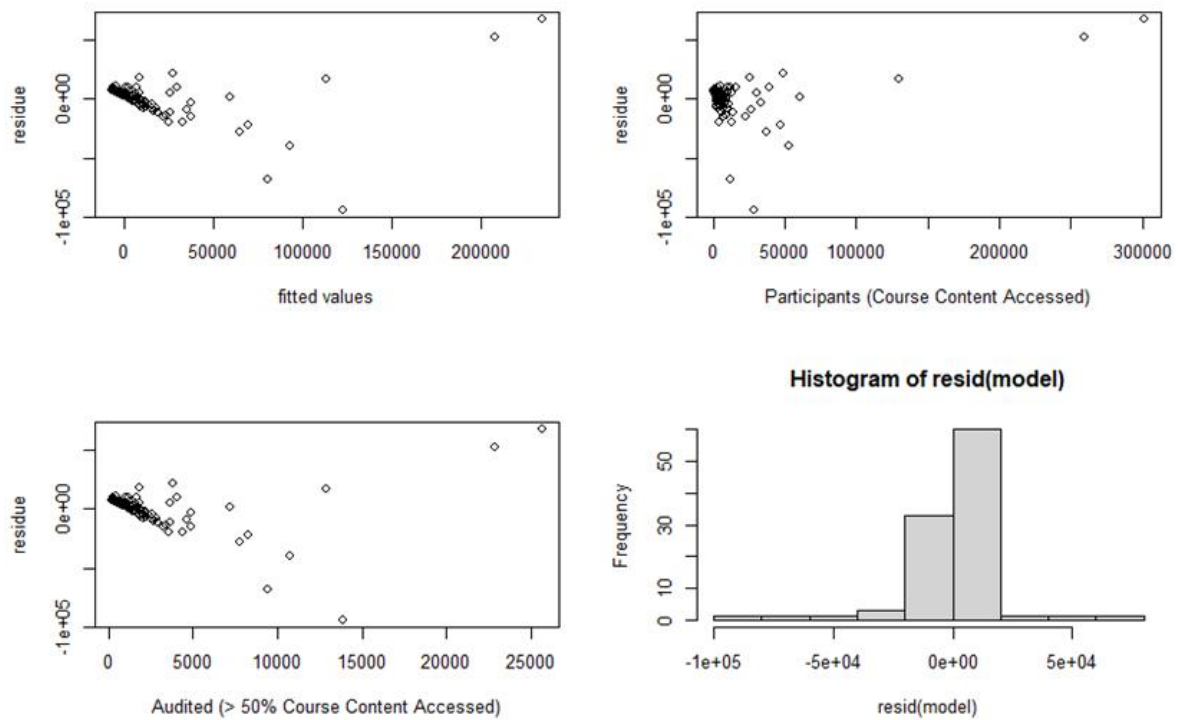 residue
0e+00
-1e+05
0 50000 100000 150000 200000
fitted values
residue
0e+00
-1e+05
0 50000 100000 200000 300000
Participants (Course Content Accessed)
residue
0e+00
-1e+05
0 5000 10000 15000 20000 25000
Audited (> 50% Course Content Accessed)
Histogram of resid(model)
Frequency
50
30
10
0
-1e+05 -5e+04 0e+00 5e+04
resid(model)